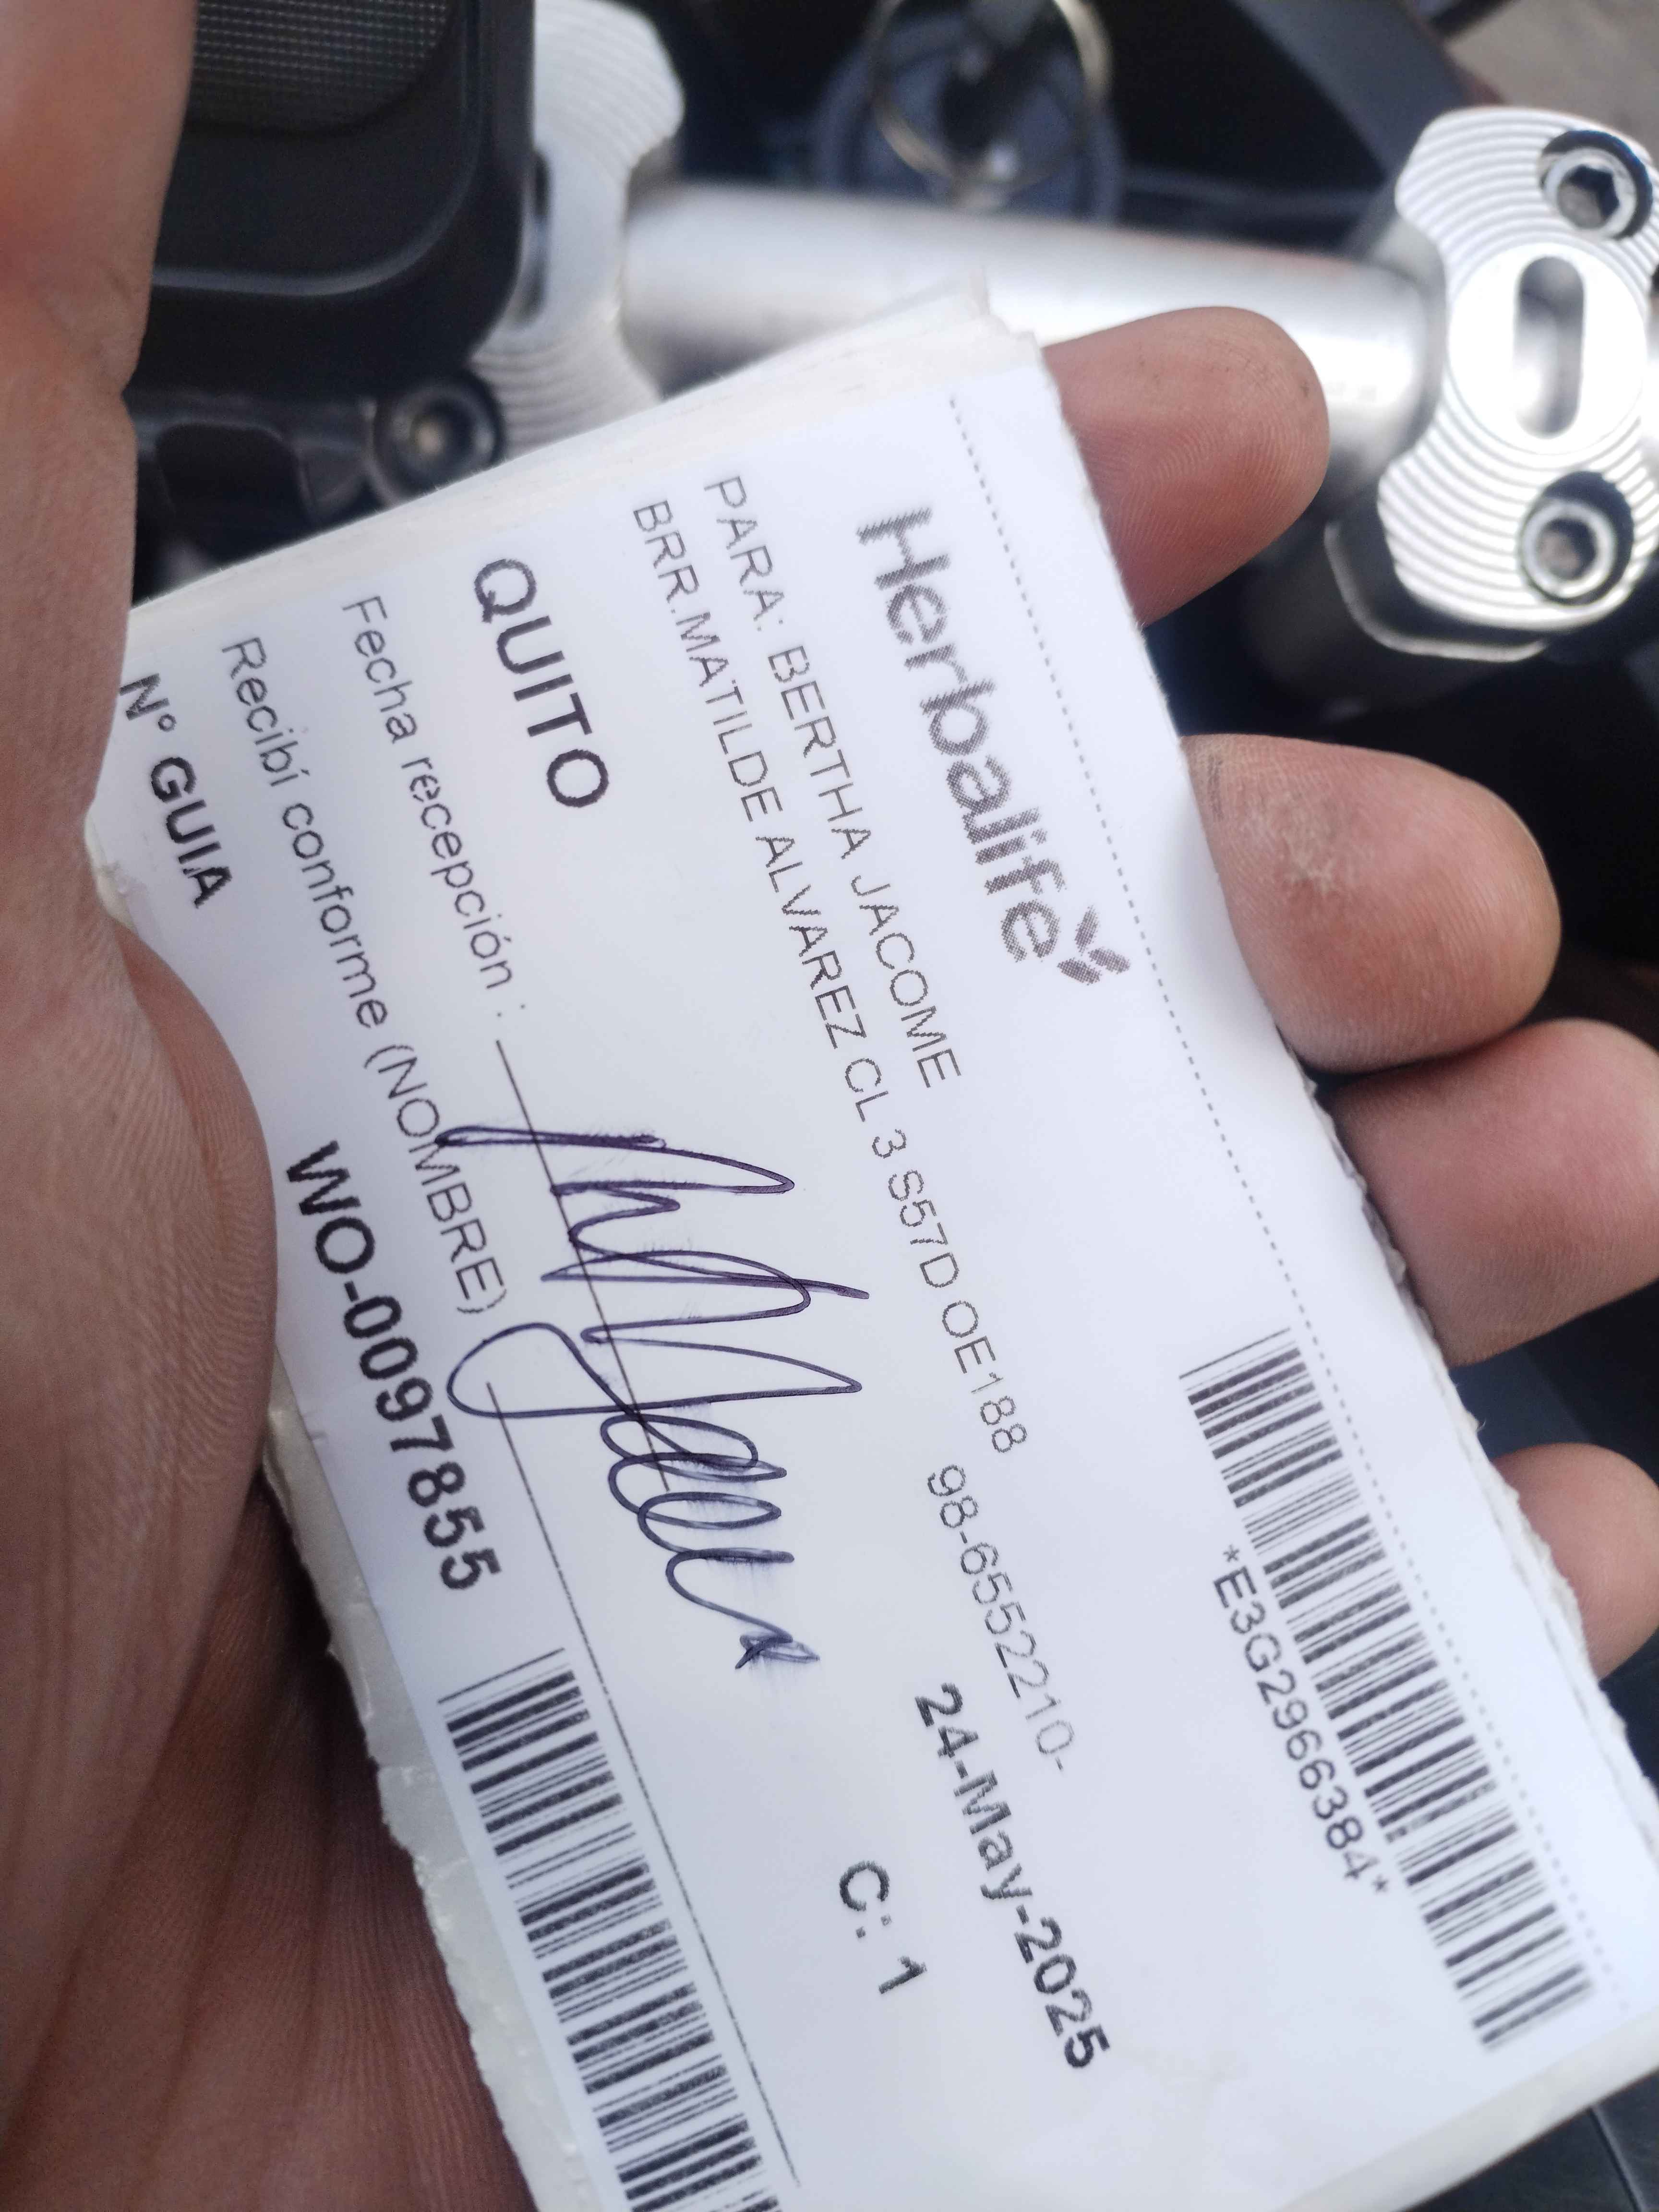 Herbalife
*E3G2966384*
PARA: BERTHA JACOME
BRR.MATILDE ALVAREZ CL 3 S57D OE188 98-6552210-
24-May-2025
QUITO
C: 1
Fecha recepción :
Recibí conforme (NOMBRE)
N° GUIA WO-0097855